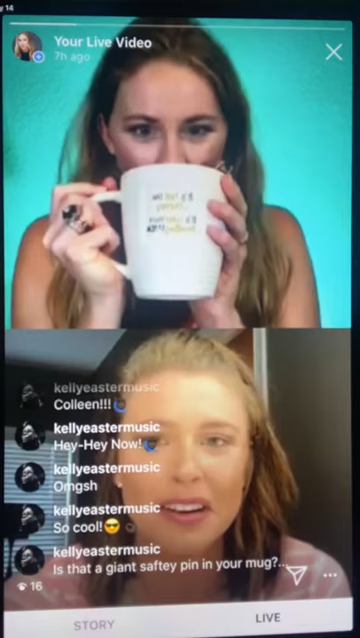 y 14
Your Live Video
7h ago
kellyeastermusic
Colleen!!!
kellyeastermusic
Hey-Hey Now!
kellyeastermusic
Omgsh
kellyeastermusic
So cool!
kellyeastermusic
Is that a giant saftey pin in your mug?..
16
STORY
LIVE